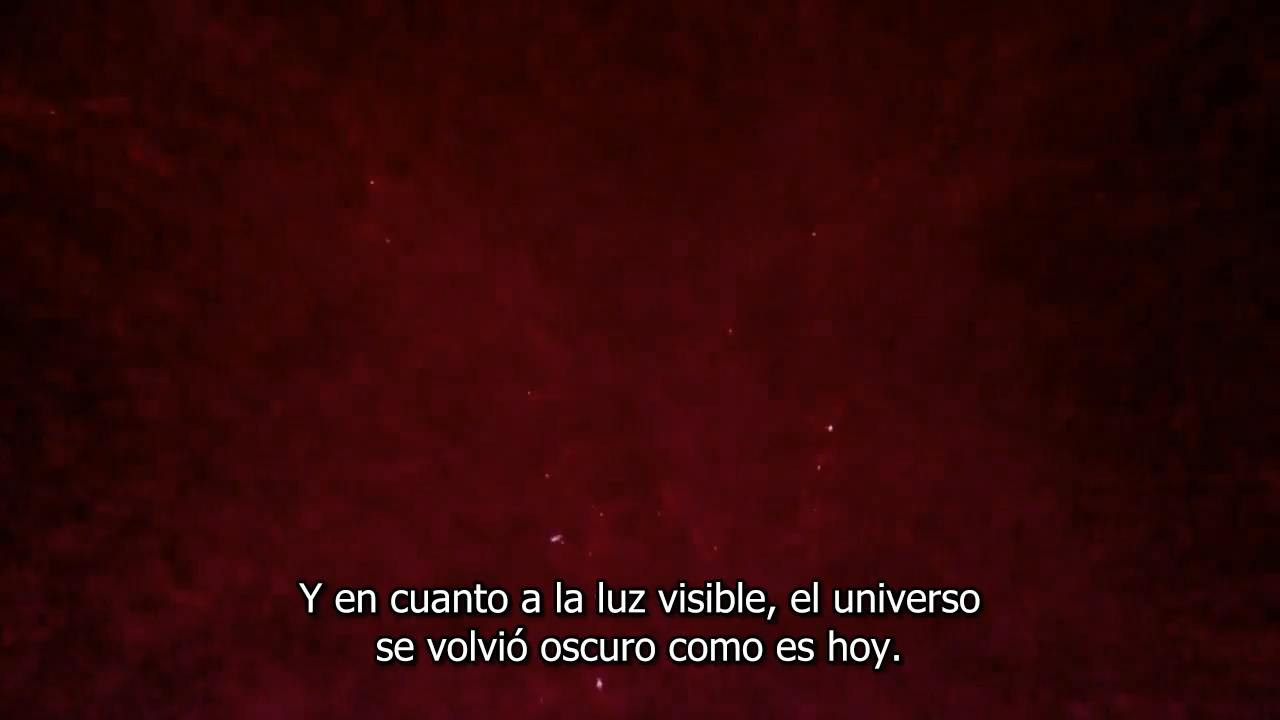 Y en cuanto a la luz visible, el universo
se volvió oscuro como es hoy.